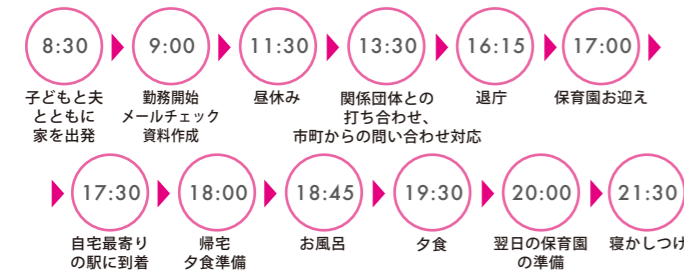 8:30
子どもと夫
とともに
家を出発
9:00
勤務開始
メールチェック
資料作成
11:30
昼休み
13:30
関係団体との
打ち合わせ、
市町からの問い合わせ対応
16:15
退庁
17:00
保育園お迎え
17:30
自宅最寄り
の駅に到着
18:00
帰宅
夕食準備
18:45
お風呂
19:30
夕食
20:00
翌日の保育園
の準備
21:30
寝かしつけ